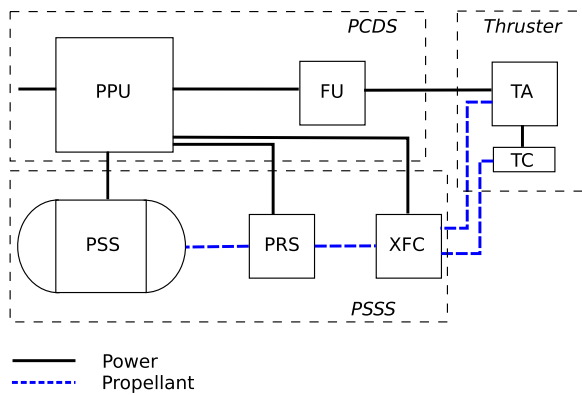 PCDS
Thruster
PPU
FU
TA
TC
PSS
PRS
XFC
PSSS
Power
Propellant